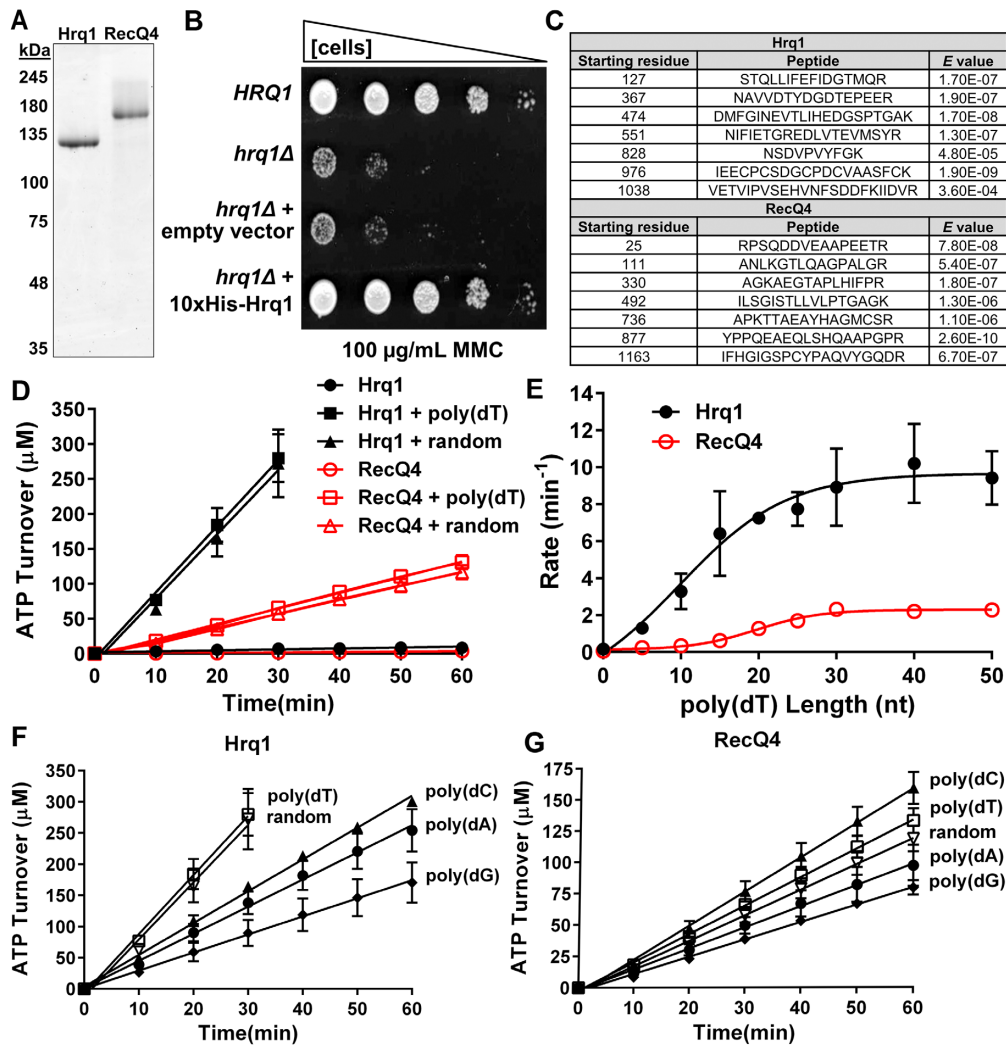 A
Hrq1 RecQ4
kDa
245
180
135
100
75
48
35
B
[cells]
HRQ1
hrq1Δ
hrq1Δ +
empty vector
hrq1Δ +
10xHis-Hrq1
100 µg/mL MMC
C
Hrq1
Starting residue Peptide E value
127 STQLLIFEFIDGTMQR 1.70E-07
367 NAVVDTYDGDTEPEER 1.90E-07
474 DMFGINEVTLIHEDGSPTGAK 1.70E-08
551 NIFIETGREDLVTEVMSYR 1.30E-07
828 NSDVPVYFGK 4.80E-05
976 IEECPCSDGCPDCVAASFCK 1.90E-09
1038 VETVIPVSEHVNFSDDFKIIDVR 3.60E-04
RecQ4
Starting residue Peptide E value
25 RPSQDDVEAAPEETR 7.80E-08
111 ANLKGTLQAGPALGR 5.40E-07
330 AGKAEGTAPLHIFPR 1.80E-07
492 ILSGISTLLVLPTGAGK 1.30E-06
736 APKTTAEAYHAGMCSR 1.10E-06
877 YPPQEAEQLSHQAAPGPR 2.60E-10
1163 IFHGIGSPCYPAQVYGQDR 6.70E-07
D
ATP Turnover (µM)
350
300
250
200
150
100
50
0
0 10 20 30 40 50 60
Time(min)
Hrq1
Hrq1 + poly(dT)
Hrq1 + random
RecQ4
RecQ4 + poly(dT)
RecQ4 + random
E
Rate (min⁻¹)
14
12
10
8
6
4
2
0
0 10 20 30 40 50
poly(dT) Length (nt)
Hrq1
RecQ4
F
Hrq1
ATP Turnover (µM)
350
300
250
200
150
100
50
0
0 10 20 30 40 50 60
Time(min)
poly(dT)
random
poly(dC)
poly(dA)
poly(dG)
G
RecQ4
ATP Turnover (µM)
175
150
125
100
75
50
25
0
0 10 20 30 40 50 60
Time(min)
poly(dC)
poly(dT)
random
poly(dA)
poly(dG)